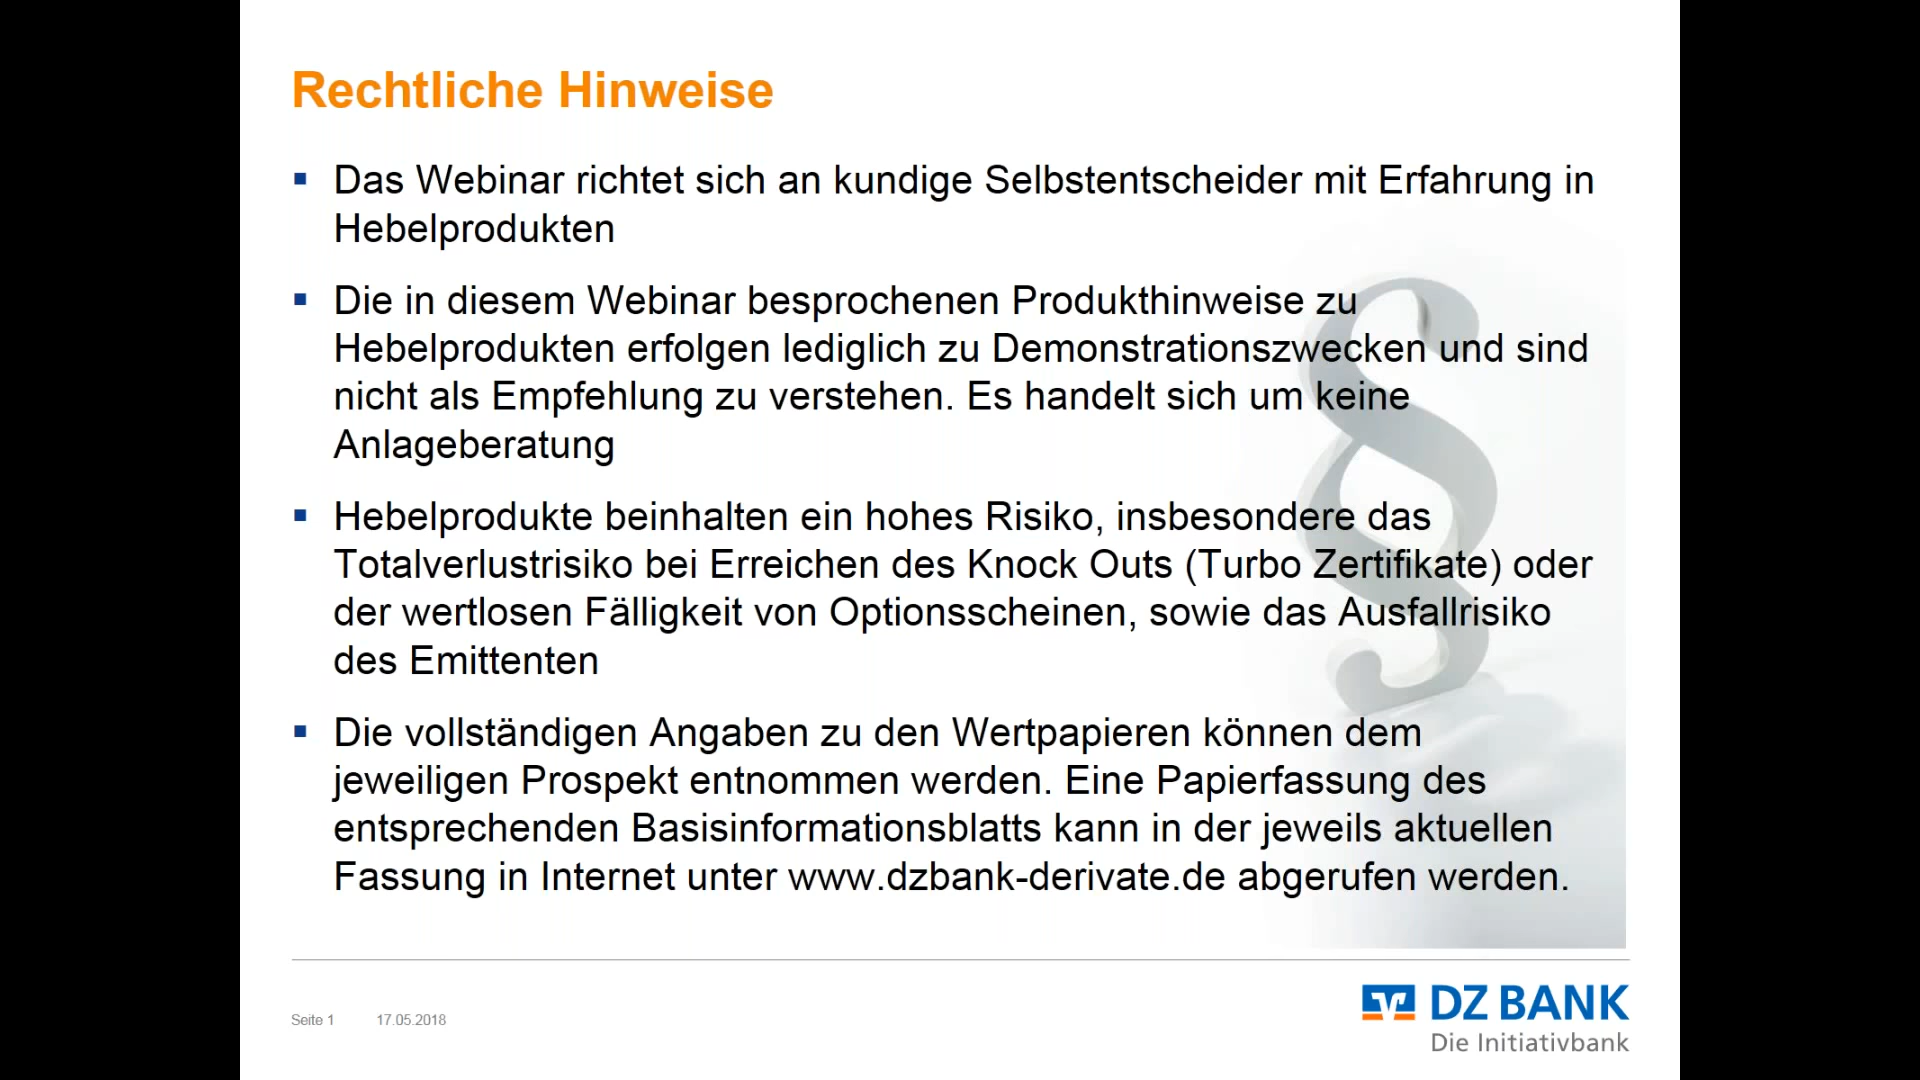 Rechtliche Hinweise
▪ Das Webinar richtet sich an kundige Selbstentscheider mit Erfahrung in
Hebelprodukten
▪ Die in diesem Webinar besprochenen Produkthinweise zu
Hebelprodukten erfolgen lediglich zu Demonstrationszwecken und sind
nicht als Empfehlung zu verstehen. Es handelt sich um keine
Anlageberatung
▪ Hebelprodukte beinhalten ein hohes Risiko, insbesondere das
Totalverlustrisiko bei Erreichen des Knock Outs (Turbo Zertifikate) oder
der wertlosen Fälligkeit von Optionsscheinen, sowie das Ausfallrisiko
des Emittenten
▪ Die vollständigen Angaben zu den Wertpapieren können dem
jeweiligen Prospekt entnommen werden. Eine Papierfassung des
entsprechenden Basisinformationsblatts kann in der jeweils aktuellen
Fassung in Internet unter www.dzbank-derivate.de abgerufen werden.
§
Seite 1 17.05.2018
DZ BANK
Die Initiativbank